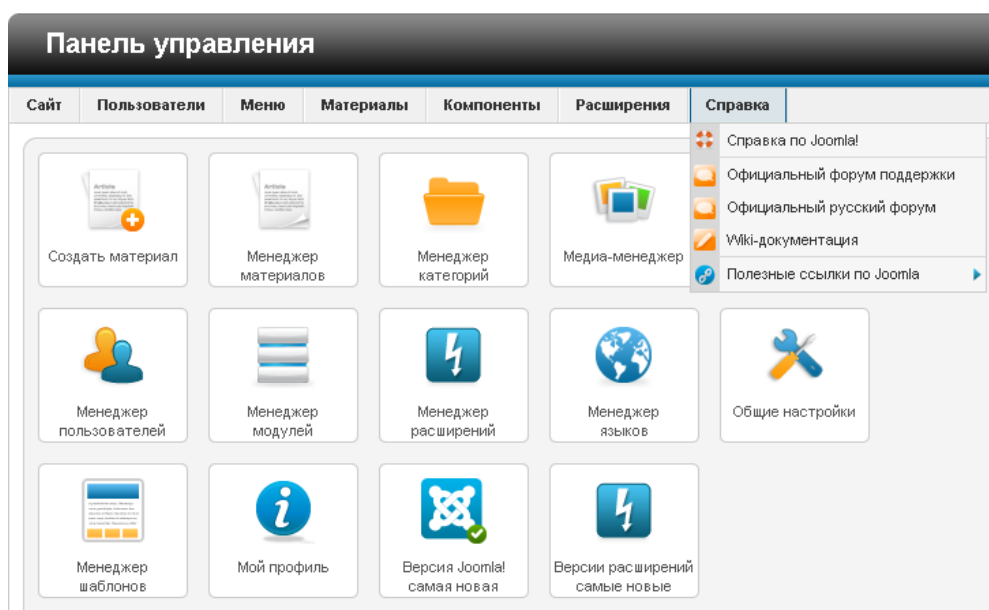 Панель управления
Сайт Пользователи Меню Материалы Компоненты Расширения Справка
Справка по Joomla!
Официальный форум поддержки
Официальный русский форум
Wiki-документация
Полезные ссылки по Joomla
Создать материал
Менеджер
материалов
Менеджер
категорий
Медиа-менеджер
Менеджер
пользователей
Менеджер
модулей
Менеджер
расширений
Менеджер
языков
Общие настройки
Менеджер
шаблонов
Мой профиль
Версия Joomla!
самая новая
Версии расширений
самые новые